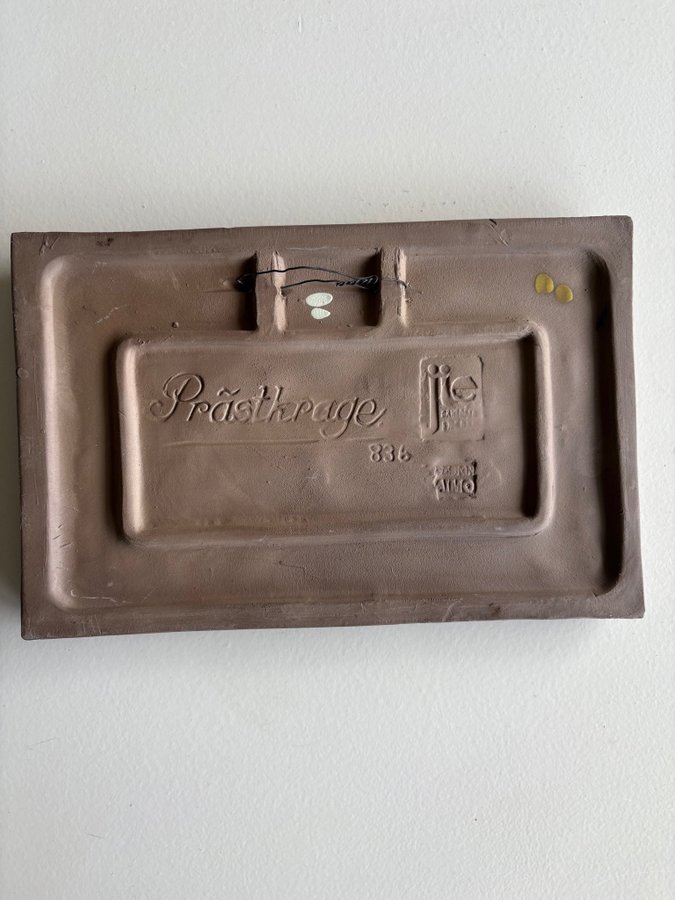 Prästkrage
jie
836
DESIGN
AIMO